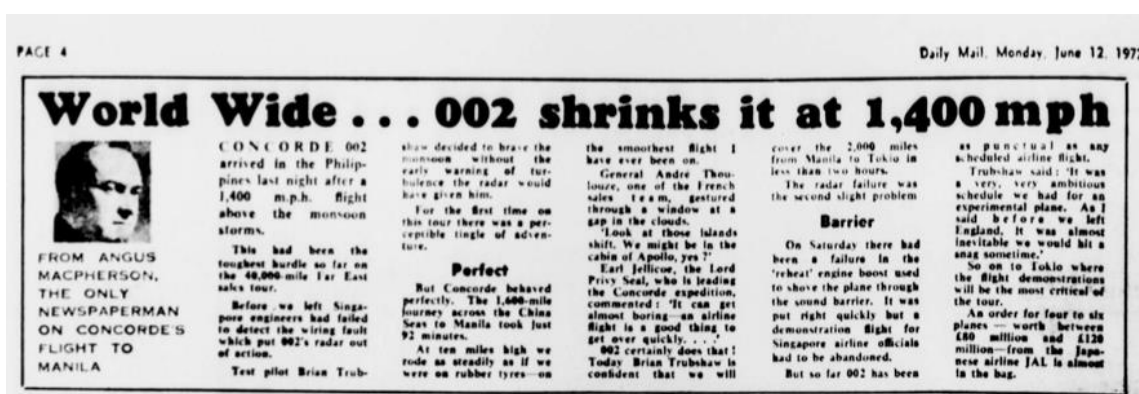 PAGE 4
Daily Mail, Monday, June 12, 197
World Wide . . . 002 shrinks it at 1,400 mph
FROM ANGUS
MACPHERSON,
THE ONLY
NEWSPAPERMAN
ON CONCORDE'S
FLIGHT TO
MANILA
CONCORDE 002
arrived in the Philip-
pines last night after a
1,400 m.p.h. flight
above the monsoon
storms.
This had been the
toughest hurdle so far on
the 40,000-mile Far East
sales tour.
Before we left Singa-
pore engineers had failed
to detect the wiring fault
which put 002's radar out
of action.
Test pilot Brian Trub-
shaw decided to brave the
monsoon without the
early warning of tur-
bulence the radar would
have given him.
For the first time on
this tour there was a per-
ceptible tingle of adven-
ture.
Perfect
But Concorde behaved
perfectly. The 1,600-mile
journey across the China
Seas to Manila took just
92 minutes.
At ten miles high we
rode as steadily as if we
were on rubber tyres—on
the smoothest flight I
have ever been on.
General Andre Thou-
louze, one of the French
sales team, gestured
through a window at a
gap in the clouds.
'Look at those islands
shift. We might be in the
cabin of Apollo, yes?'
Earl Jellicoe, the Lord
Privy Seal, who is leading
the Concorde expedition,
commented: 'It can get
almost boring—an airline
flight is a good thing to
get over quickly. . . .'
002 certainly does that!
Today Brian Trubshaw is
confident that we will
cover the 2,000 miles
from Manila to Tokio in
less than two hours.
The radar failure was
the second slight problem
Barrier
On Saturday there had
been a failure in the
'reheat' engine boost used
to shove the plane through
the sound barrier. It was
put right quickly but a
demonstration flight for
Singapore airline officials
had to be abandoned.
But so far 002 has been
as punctual as any
scheduled airline flight.
Trubshaw said: 'It was
a very, very ambitious
schedule we had for an
experimental plane. As I
said before we left
England, it was almost
inevitable we would hit a
snag sometime.'
So on to Tokio where
the flight demonstrations
will be the most critical of
the tour.
An order for four to six
planes — worth between
£80 million and £120
million—from the Japa-
nese airline JAL is almost
in the bag.